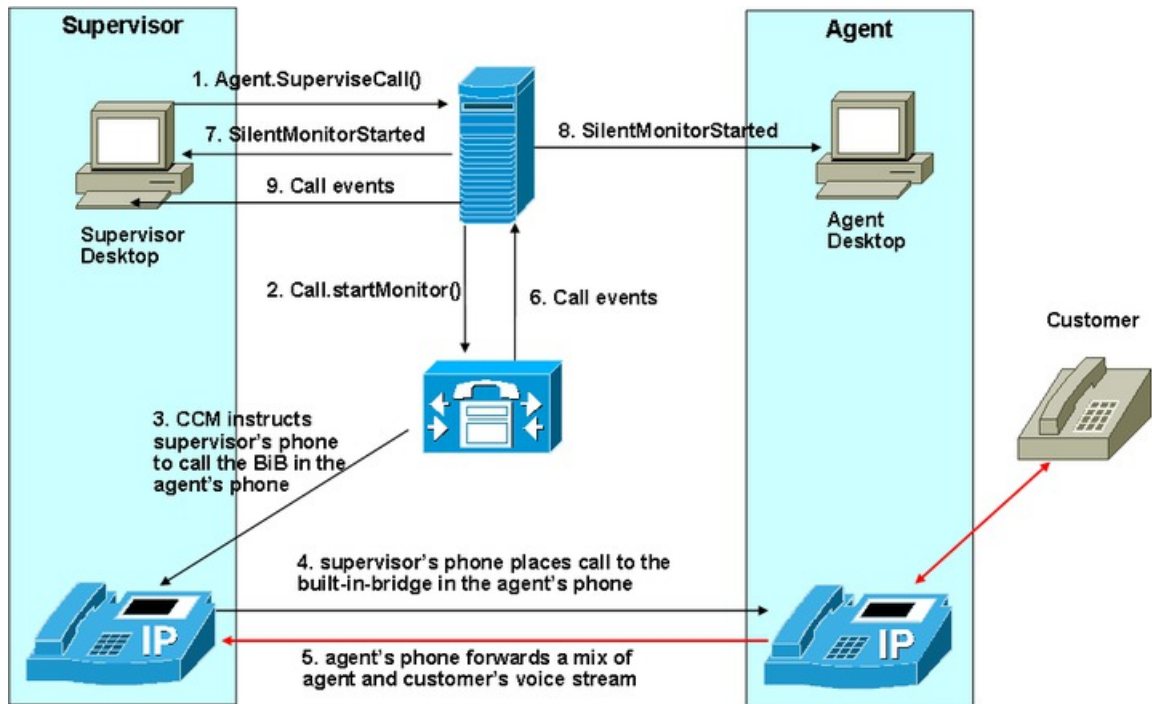 Supervisor
Agent
1. Agent.SuperviseCall()
7. SilentMonitorStarted
8. SilentMonitorStarted
9. Call events
Supervisor
Desktop
Agent
Desktop
2. Call.startMonitor()
6. Call events
Customer
3. CCM instructs
supervisor's phone
to call the BiB in the
agent's phone
4. supervisor's phone places call to the
built-in-bridge in the agent's phone
IP
IP
5. agent's phone forwards a mix of
agent and customer's voice stream